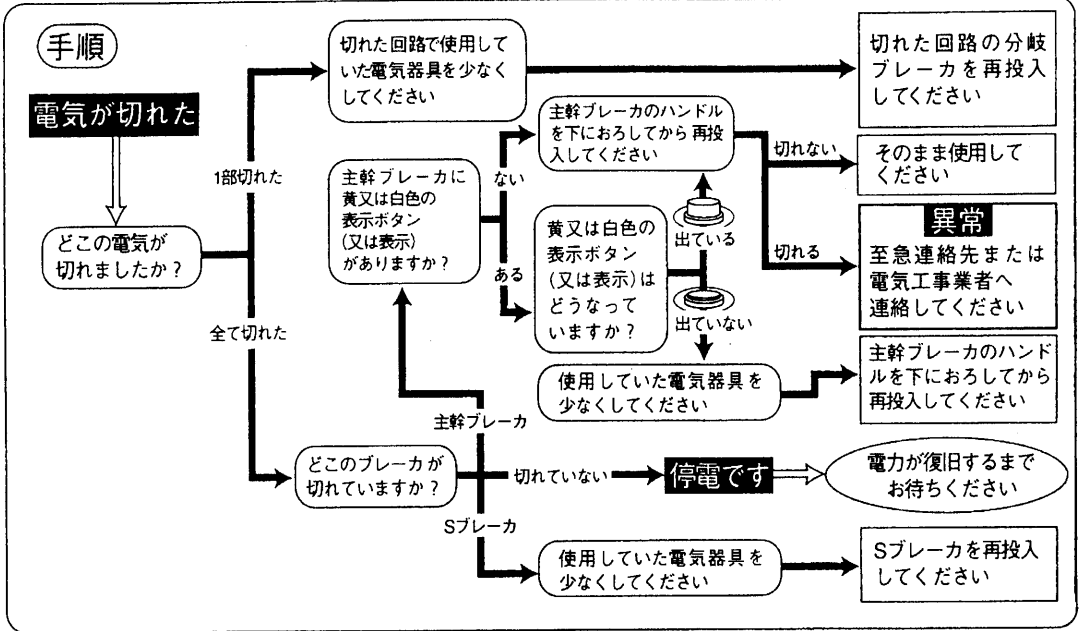 手順
電気が切れた
どこの電気が
切れましたか？
1部切れた
切れた回路で使用して
いた電気器具を少なく
してください
切れた回路の分岐
ブレーカを再投入
してください
全て切れた
どこのブレーカが
切れていますか？
主幹ブレーカ
主幹ブレーカに
黄又は白色の
表示ボタン
(又は表示)
がありますか？
ない
主幹ブレーカのハンドル
を下におろしてから再投
入してください
切れない
そのまま使用して
ください
切れる
異常
至急連絡先または
電気工事業者へ
連絡してください
ある
黄又は白色の
表示ボタン
(又は表示)は
どうなって
いますか？
出ている
出ていない
使用していた電気器具を
少なくしてください
主幹ブレーカのハンド
ルを下におろしてから
再投入してください
切れていない
停電です
電力が復旧するまで
お待ちください
Sブレーカ
使用していた電気器具を
少なくしてください
Sブレーカを再投入
してください